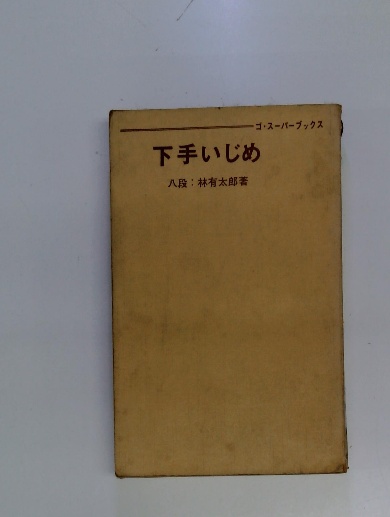 ゴ・スーパーブックス
下手いじめ
八段：林有太郎著